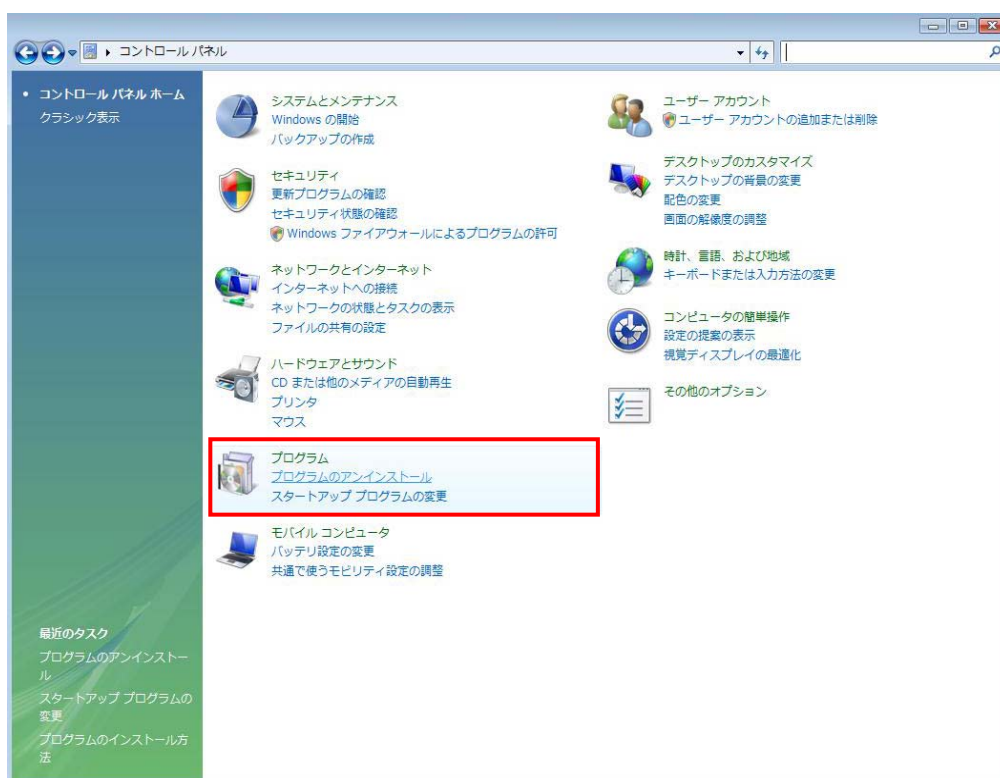 コントロール パネル
コントロール パネル ホーム
クラシック表示
システムとメンテナンス
Windows の開始
バックアップの作成
セキュリティ
更新プログラムの確認
セキュリティ状態の確認
Windows ファイアウォールによるプログラムの許可
ネットワークとインターネット
インターネットへの接続
ネットワークの状態とタスクの表示
ファイルの共有の設定
ハードウェアとサウンド
CD または他のメディアの自動再生
プリンタ
マウス
プログラム
プログラムのアンインストール
スタートアップ プログラムの変更
モバイル コンピュータ
バッテリ設定の変更
共通で使うモビリティ設定の調整
ユーザー アカウント
ユーザー アカウントの追加または削除
デスクトップのカスタマイズ
デスクトップの背景の変更
配色の変更
画面の解像度の調整
時計、言語、および地域
キーボードまたは入力方法の変更
コンピュータの簡単操作
設定の提案の表示
視覚ディスプレイの最適化
その他のオプション
最近のタスク
プログラムのアンインストー
ル
スタートアップ プログラムの
変更
プログラムのインストール方
法